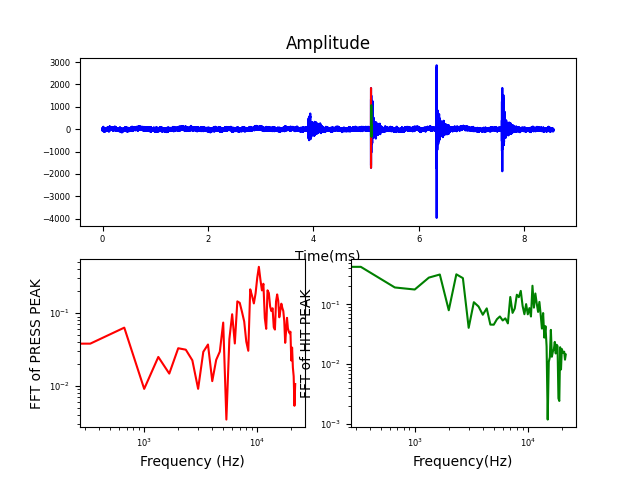 Amplitude
3000
2000
1000
0
−1000
−2000
−3000
−4000
0 2 4 6 8
Time(ms)
FFT of PRESS PEAK
10⁻¹
10⁻²
10³ 10⁴
Frequency (Hz)
FFT of HIT PEAK
10⁻¹
10⁻²
10⁻³
10³ 10⁴
Frequency(Hz)